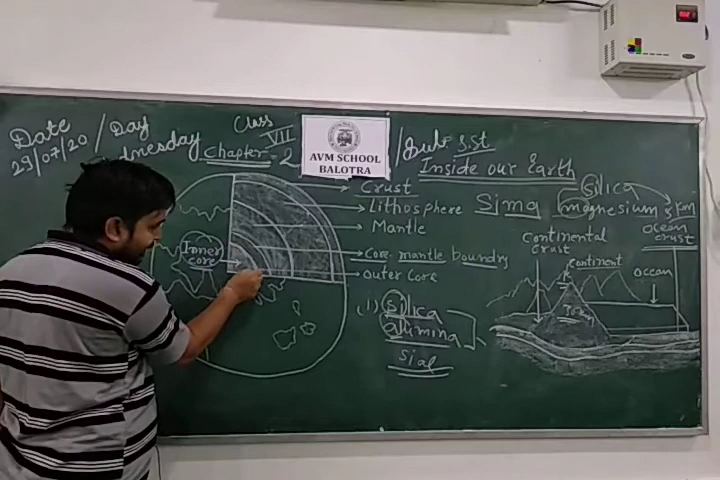 Date
29/07/20
/ Day
Class
VII
Chapter = 2
AVM SCHOOL
BALOTRA
/ Sub = S.St
Inside our Earth
Crust
Lithosphere
Mantle
Core mantle boundry
outer core
Inner
core
(1) Silica
alumina
Sial
Sima
Silica
magnesium
5 km
Ocean
crust
Continental
crust
Continent
ocean